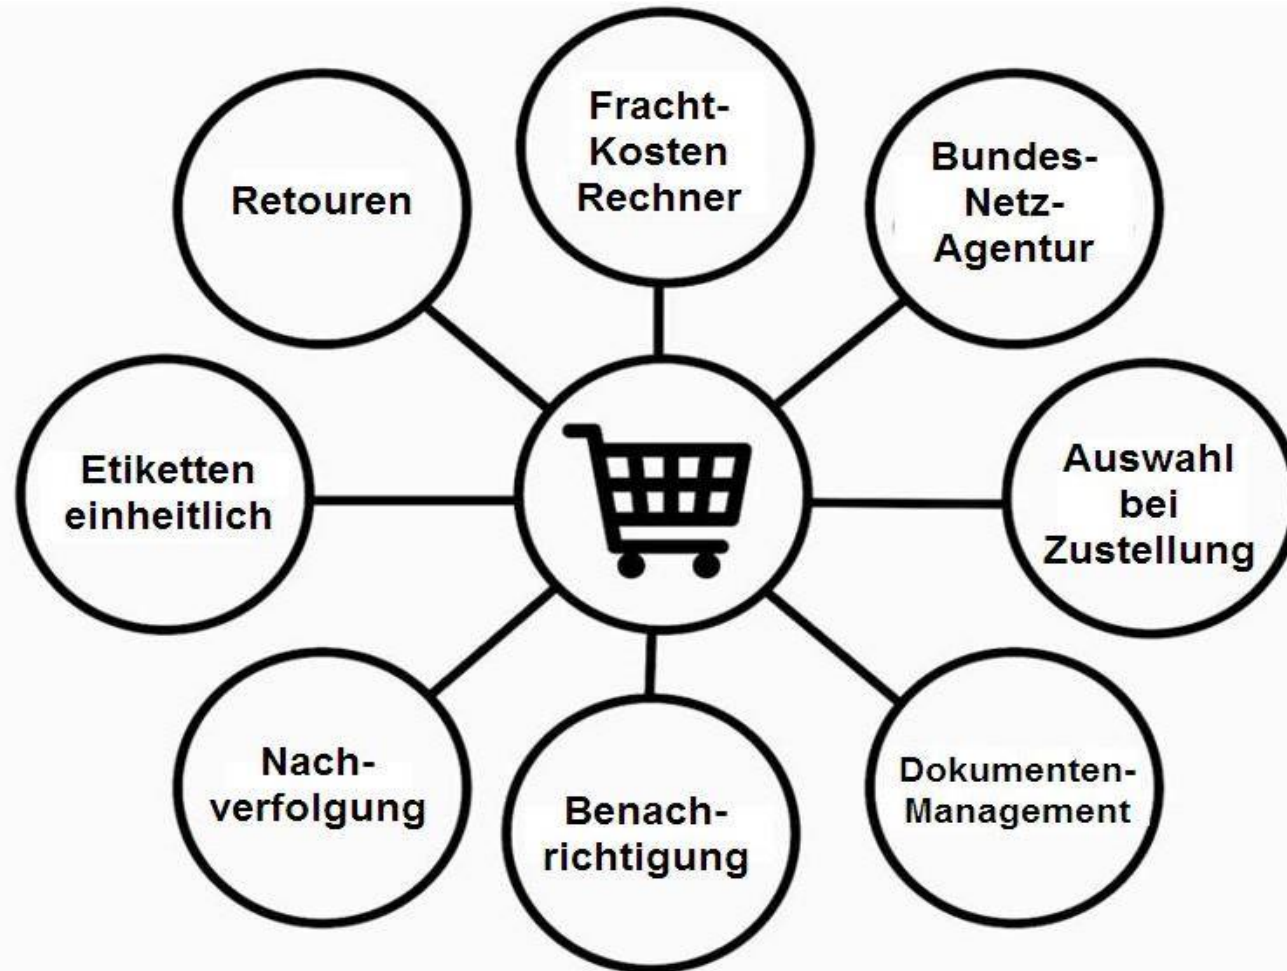 Fracht-
Kosten
Rechner
Bundes-
Netz-
Agentur
Auswahl
bei
Zustellung
Dokumenten-
Management
Benach-
richtigung
Nach-
verfolgung
Etiketten
einheitlich
Retouren